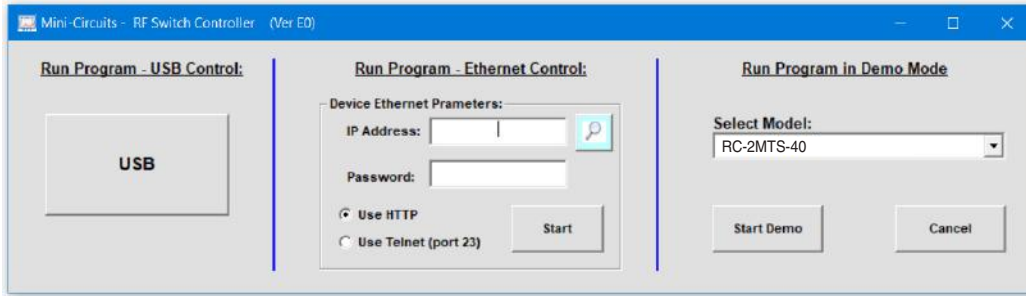 Mini-Circuits - RF Switch Controller (Ver E0)
Run Program - USB Control:
USB
Run Program - Ethernet Control:
Device Ethernet Prameters:
IP Address:
Password:
Use HTTP
Use Telnet (port 23)
Start
Run Program in Demo Mode
Select Model:
RC-2MTS-40
Start Demo
Cancel